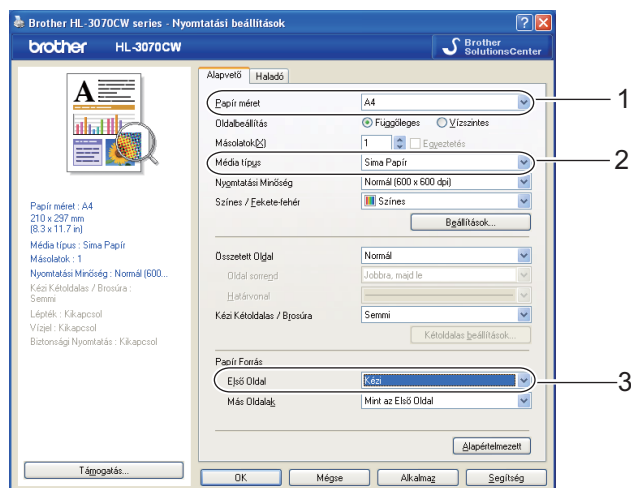 Brother HL-3070CW series - Nyomtatási beállítások
brother HL-3070CW
Brother
SolutionsCenter
A
Papír méret : A4
210 x 297 mm
(8.3 x 11.7 in)
Média típus : Sima Papír
Másolatok : 1
Nyomtatási Minőség : Normál (600...
Kézi Kétoldalas / Brosúra :
Semmi
Lépték : Kikapcsol
Vízjel : Kikapcsol
Biztonsági Nyomtatás : Kikapcsol
Támogatás...
Alapvető Haladó
Papír méret A4 1
Oldalbeállítás Függőleges Vízszintes
Másolatok(X) 1 Egyeztetés
Média típus Sima Papír 2
Nyomtatási Minőség Normál (600 x 600 dpi)
Színes / Fekete-fehér Színes
Beállítások...
Összetett Oldal Normál
Oldal sorrend Jobbra, majd le
Határvonal
Kézi Kétoldalas / Brosúra Semmi
Kétoldalas beállítások...
Papír Forrás
Első Oldal Kézi 3
Más Oldalak Mint az Első Oldal
Alapértelmezett
OK Mégse Alkalmaz Segítség